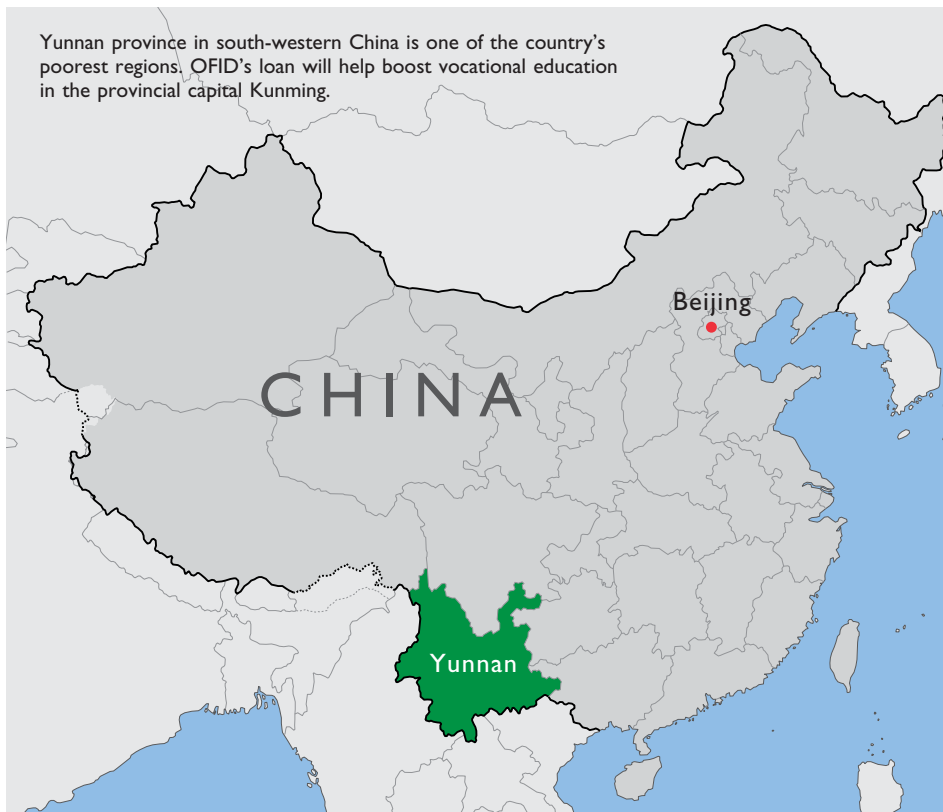 Yunnan province in south-western China is one of the country's
poorest regions. OFID's loan will help boost vocational education
in the provincial capital Kunming.
Beijing
CHINA
Yunnan